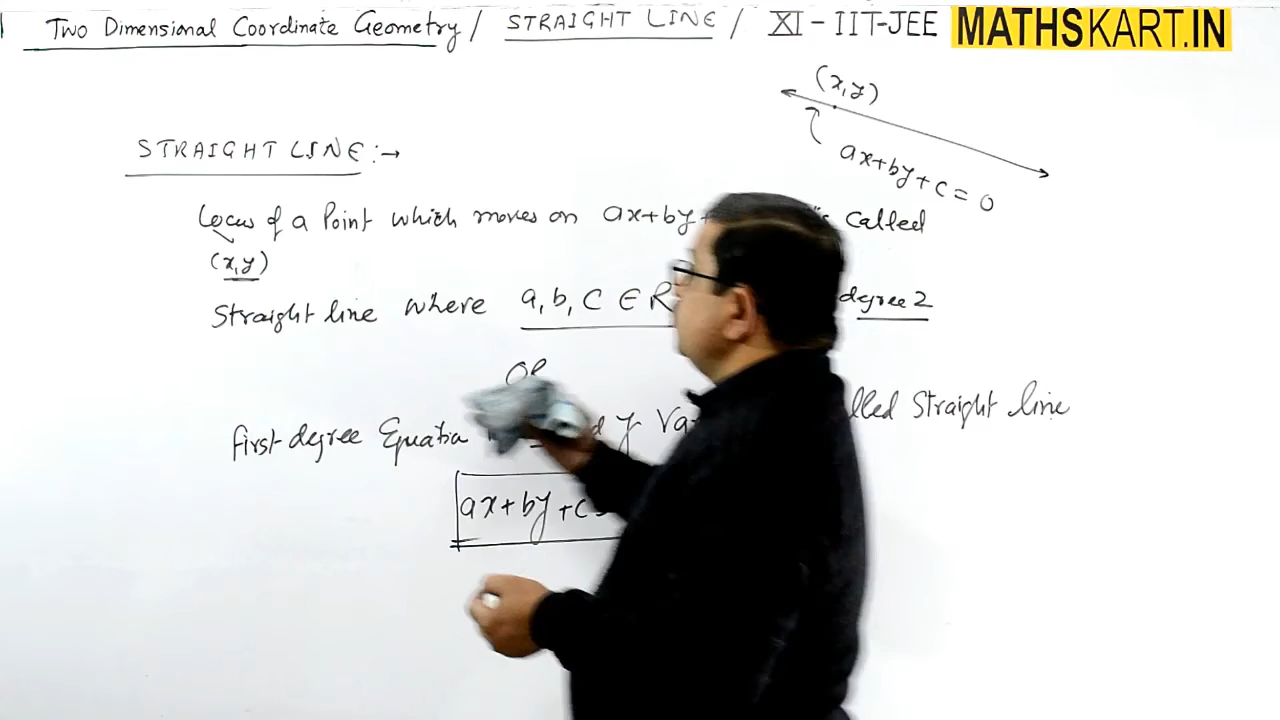 Two Dimensional Coordinate Geometry / STRAIGHT LINE / XI - IIT-JEE MATHSKART.IN
(x,y)
ax+by+c=0
STRAIGHT LINE :→
Locus of a Point which moves on ax+by+ is Called
(x,y)
Straight line where a, b, C ∈ R degree 2
OR
first degree Equation y Straight line
ax+by+c=